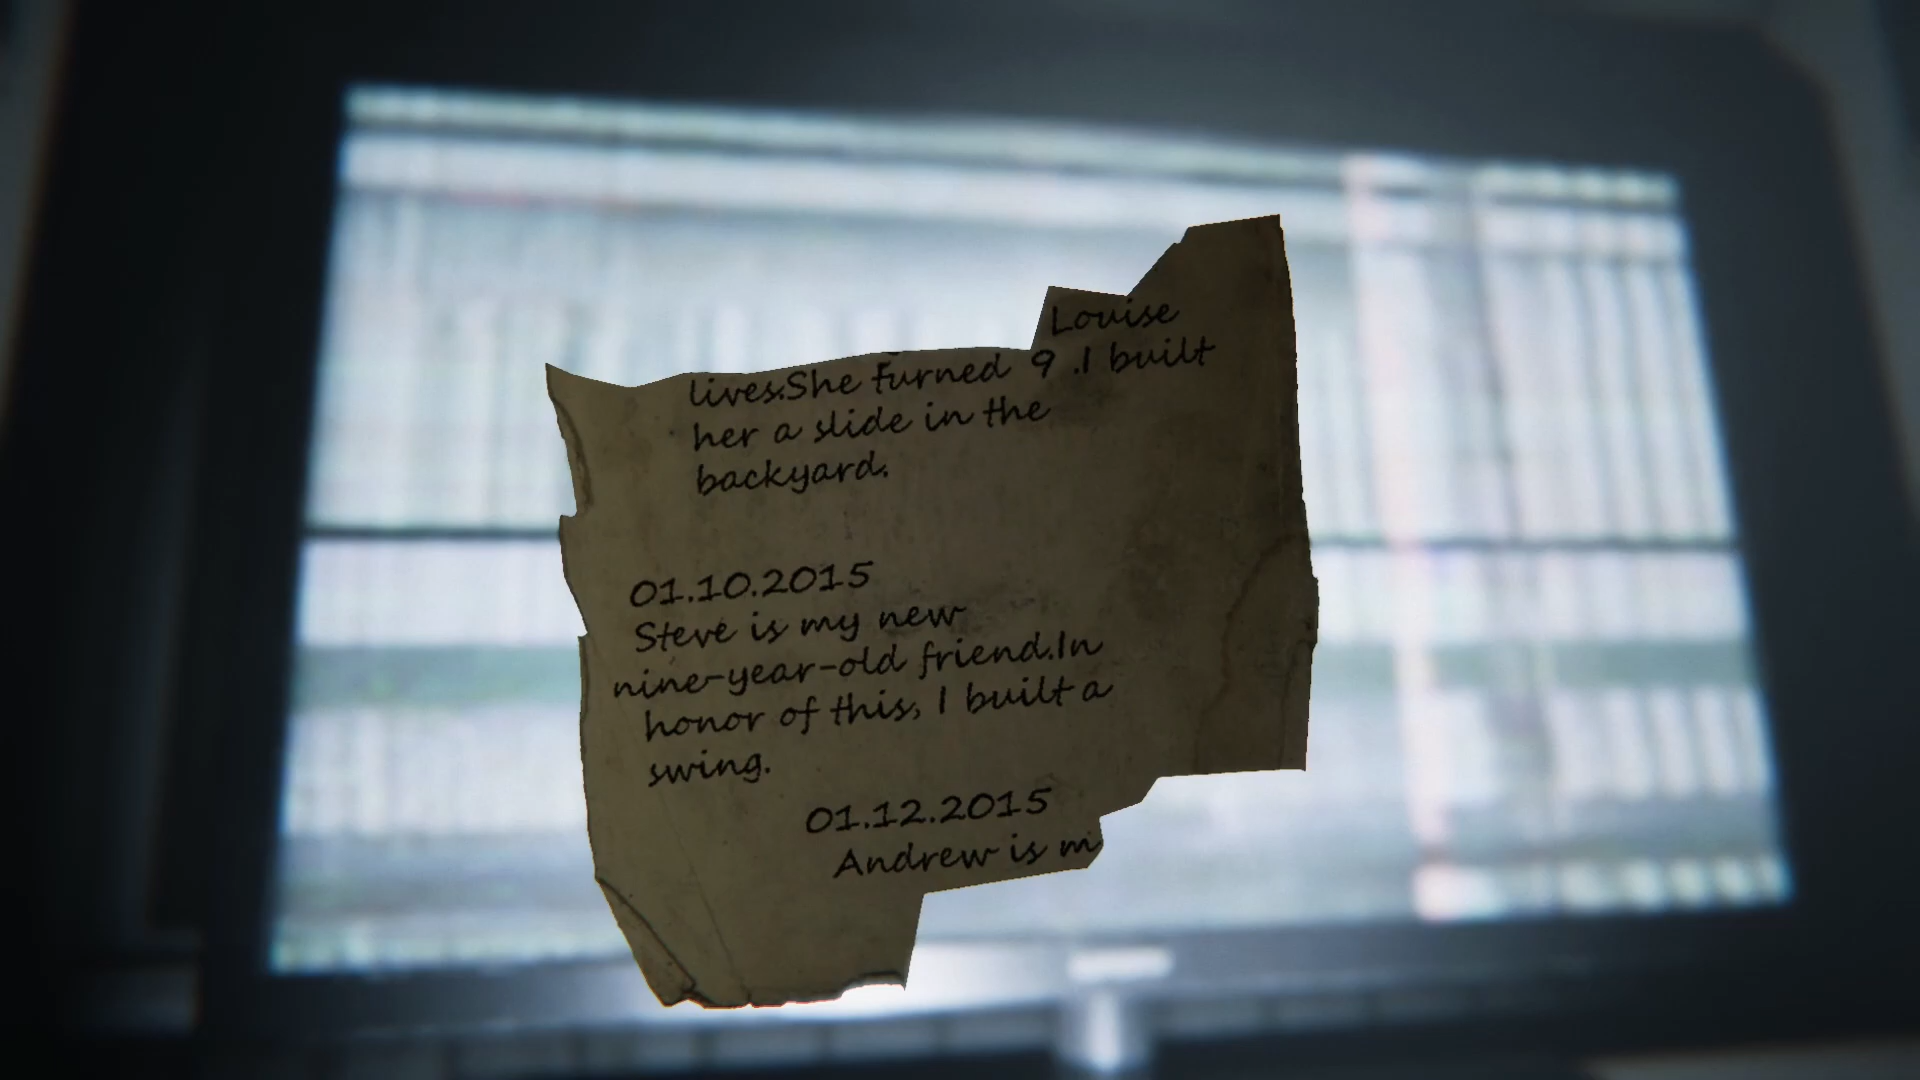 Louise
lives.She turned 9 .I built
her a slide in the
backyard.
01.10.2015
Steve is my new
nine-year-old friend.In
honor of this, I built a
swing.
01.12.2015
Andrew is m